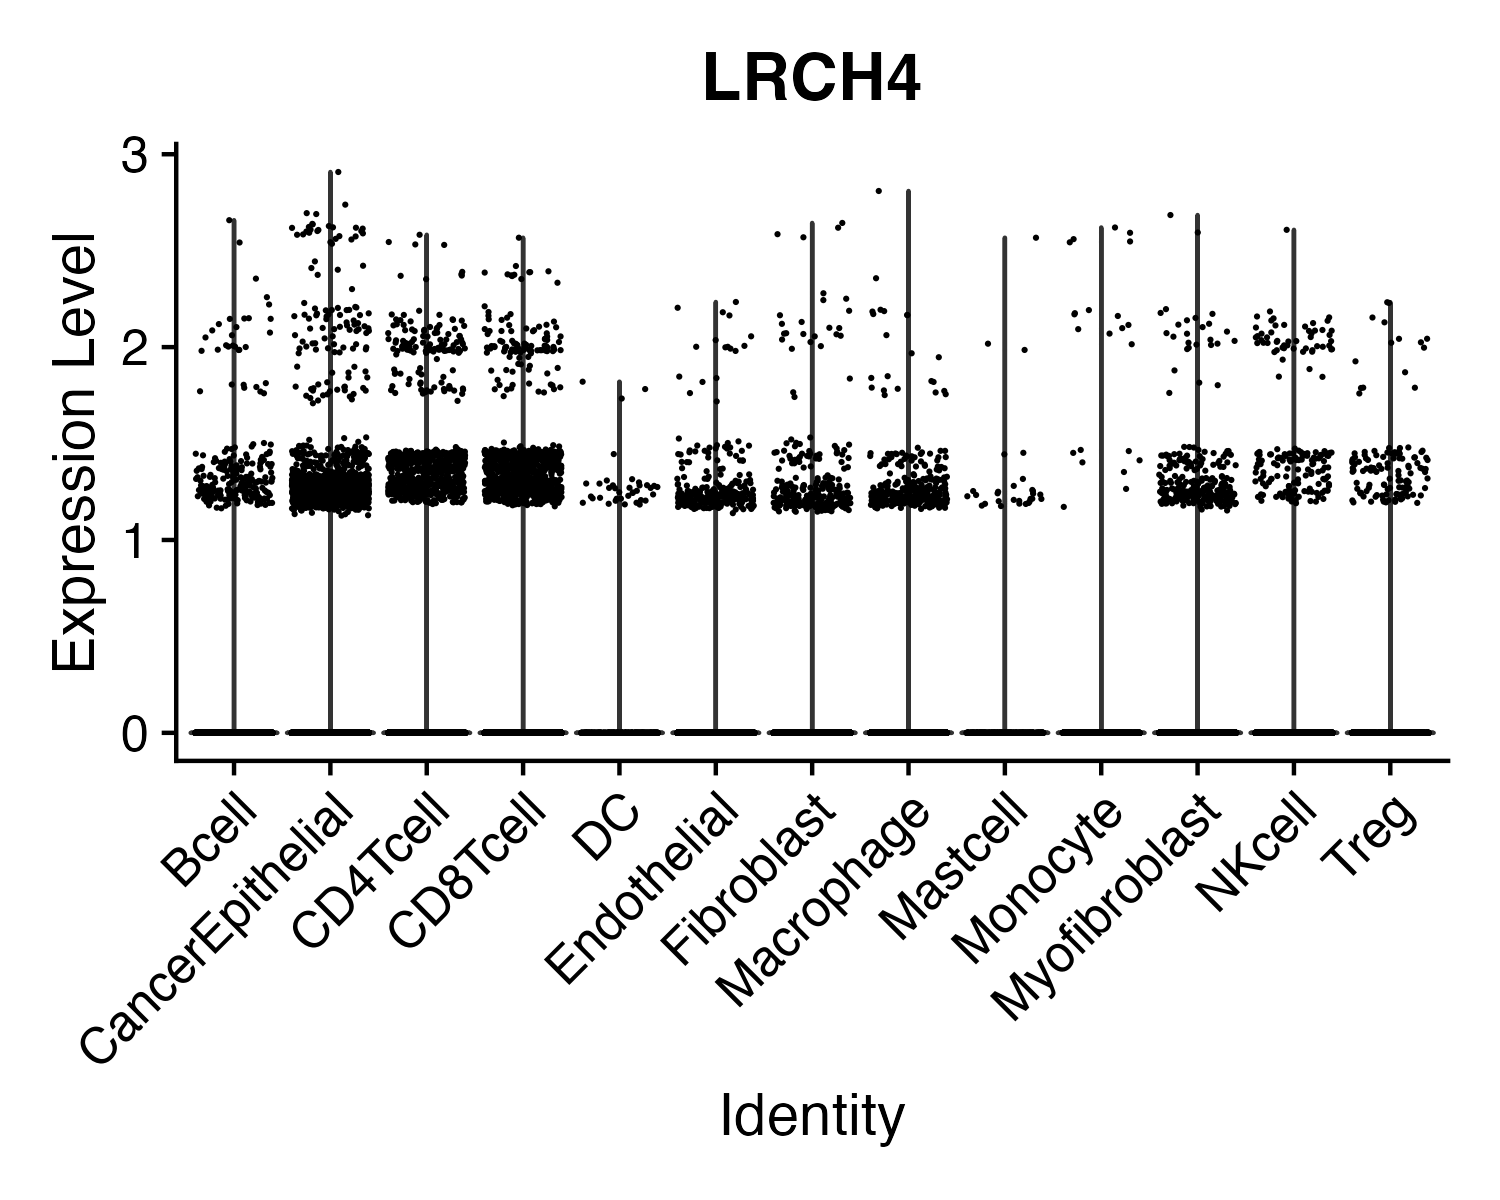 LRCH4
Expression Level
3
2
1
0
Bcell
CancerEpithelial
CD4Tcell
CD8Tcell
DC
Endothelial
Fibroblast
Macrophage
Mastcell
Monocyte
Myofibroblast
NKcell
Treg
Identity